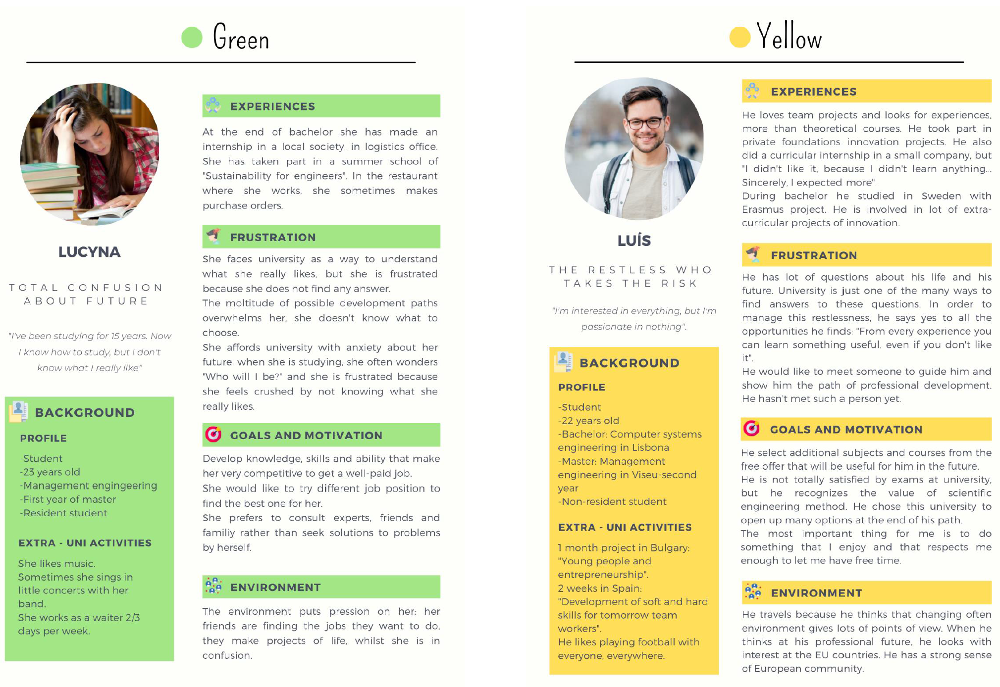 Green
LUCYNA
TOTAL CONFUSION
ABOUT FUTURE
"I've been studying for 15 years. Now
I know how to study, but I don't
know what I really like"
BACKGROUND
PROFILE
-Student
-23 years old
-Management engingeering
-First year of master
-Resident student
EXTRA - UNI ACTIVITIES
She likes music.
Sometimes she sings in
little concerts with her
band.
She works as a waiter 2/3
days per week.
EXPERIENCES
At the end of bachelor she has made an
internship in a local society, in logistics office.
She has taken part in a summer school of
"Sustainability for engineers". In the restaurant
where she works, she sometimes makes
purchase orders.
FRUSTRATION
She faces university as a way to understand
what she really likes, but she is frustrated
because she does not find any answer.
The moltitude of possible development paths
overwhelms her, she doesn't know what to
choose.
She affords university with anxiety about her
future: when she is studying, she often wonders
"Who will I be?" and she is frustrated because
she feels crushed by not knowing what she
really likes.
GOALS AND MOTIVATION
Develop knowledge, skills and ability that make
her very competitive to get a well-paid job.
She would like to try different job position to
find the best one for her.
She prefers to consult experts, friends and
familiy rather than seek solutions to problems
by herself.
ENVIRONMENT
The environment puts pression on her: her
friends are finding the jobs they want to do,
they make projects of life, whilst she is in
confusion.
Yellow
LUÍS
THE RESTLESS WHO
TAKES THE RISK
"I'm interested in everything, but I'm
passionate in nothing".
BACKGROUND
PROFILE
-Student
-22 years old
-Bachelor: Computer systems
engineering in Lisbona
-Master: Management
engineering in Viseu-second
year
-Non-resident student
EXTRA - UNI ACTIVITIES
1 month project in Bulgary:
"Young people and
entrepreneurship".
2 weeks in Spain:
"Development of soft and hard
skills for tomorrow team
workers".
He likes playing football with
everyone, everywhere.
EXPERIENCES
He loves team projects and looks for experiences,
more than theoretical courses. He took part in
private foundations innovation projects. He also
did a curricular internship in a small company, but
"I didn't like it, because I didn't learn anything...
Sincerely, I expected more".
During bachelor he studied in Sweden with
Erasmus project. He is involved in lot of extra-
curricular projects of innovation.
FRUSTRATION
He has lot of questions about his life and his
future. University is just one of the many ways to
find answers to these questions. In order to
manage this restlessness, he says yes to all the
opportunities he finds: "From every experience you
can learn something useful, even if you don't like
it".
He would like to meet someone to guide him and
show him the path of professional development.
He hasn't met such a person yet.
GOALS AND MOTIVATION
He select additional subjects and courses from the
free offer that will be useful for him in the future.
He is not totally satisfied by exams at university,
but he recognizes the value of scientific
engineering method. He chose this university to
open up many options at the end of his path.
The most important thing for me is to do
something that I enjoy and that respects me
enough to let me have free time.
ENVIRONMENT
He travels because he thinks that changing often
environment gives lots of points of view. When he
thinks at his professional future, he looks with
interest at the EU countries. He has a strong sense
of European community.